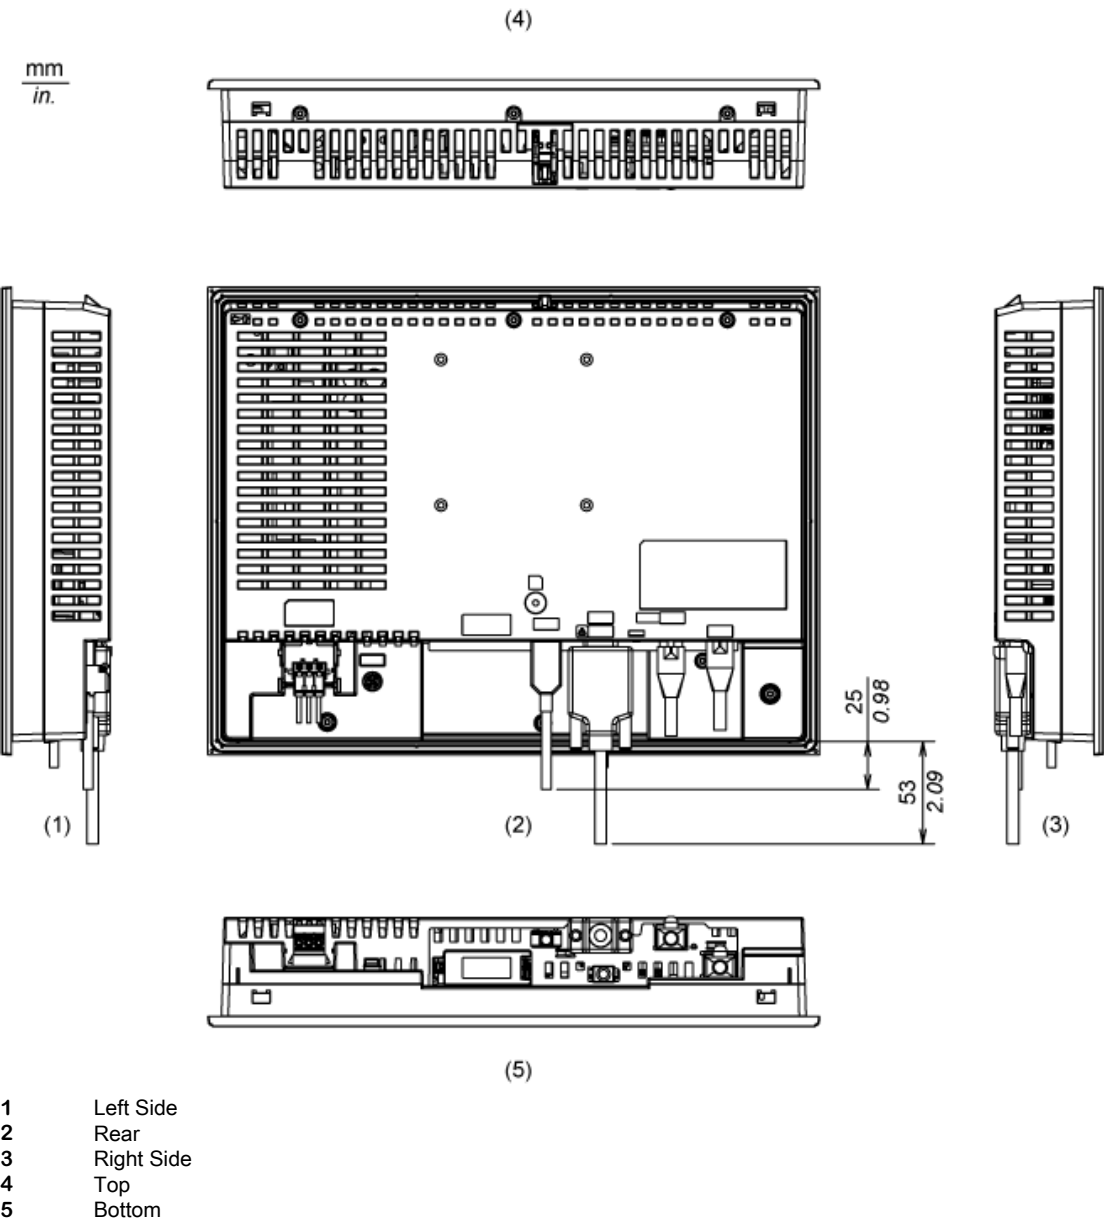 (4)
mm
in.
25
0.98
53
2.09
(1)
(2)
(3)
(5)
1 Left Side
2 Rear
3 Right Side
4 Top
5 Bottom